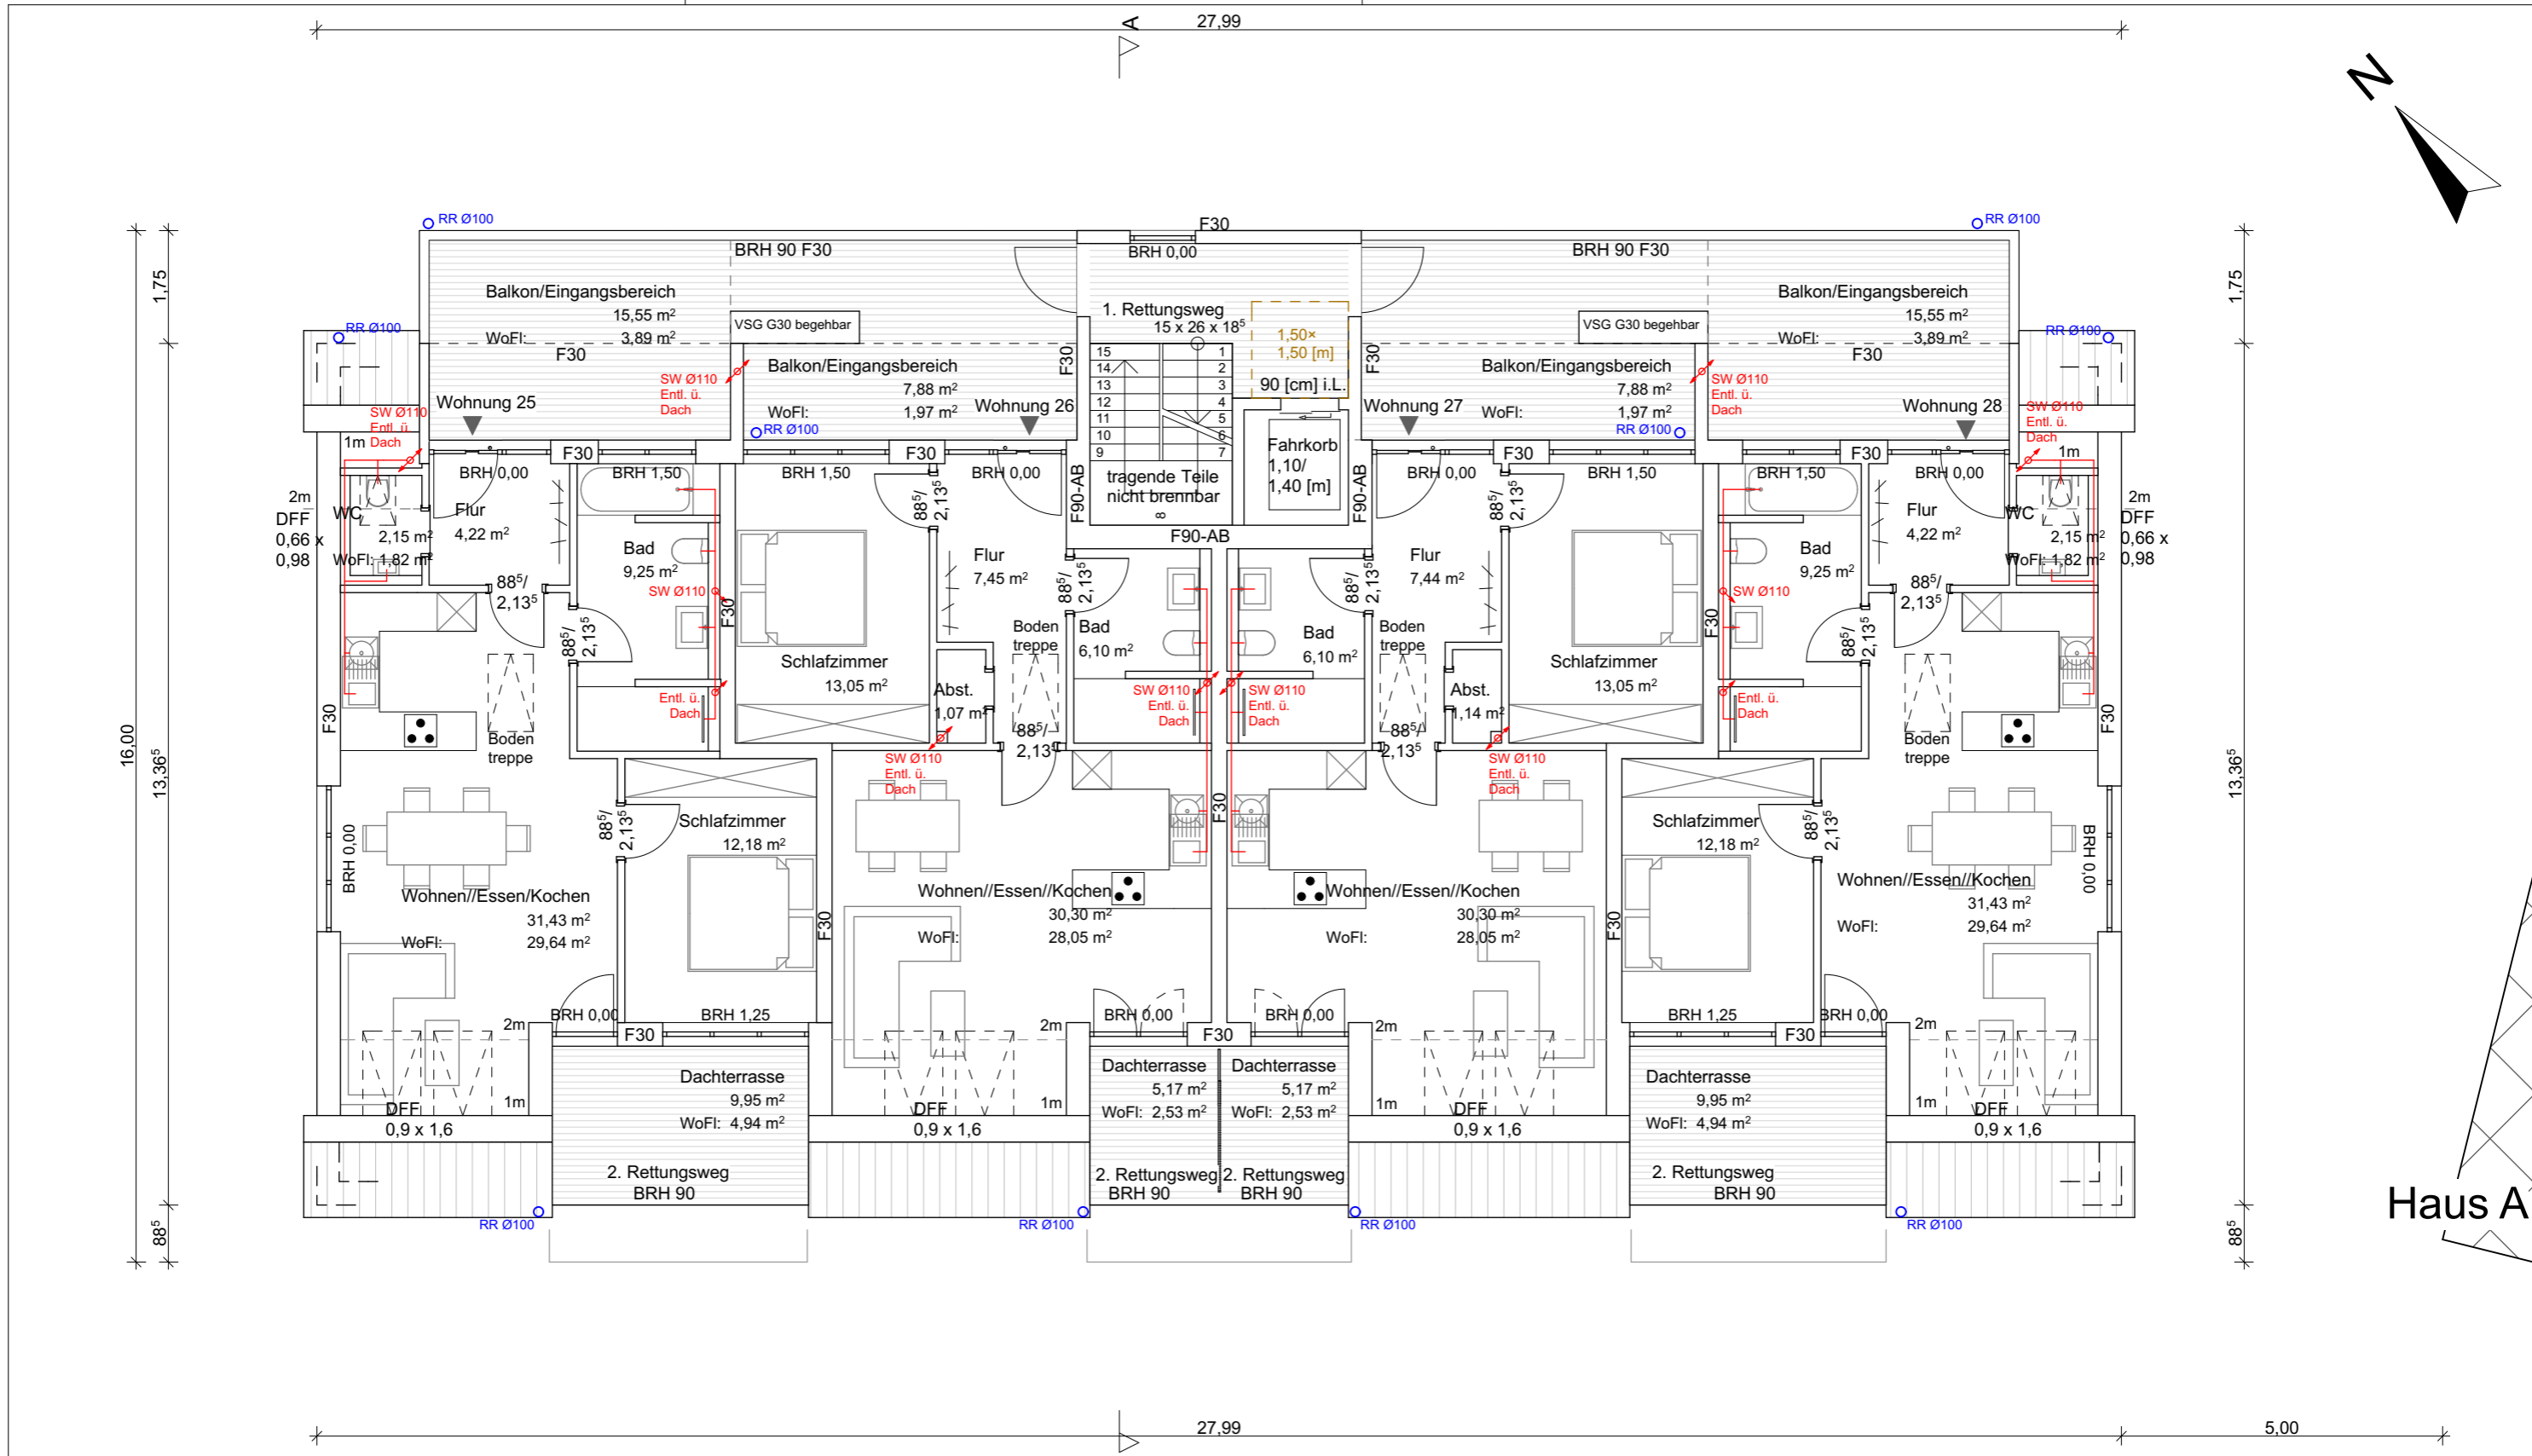 27,99
A
N
RR Ø100
RR Ø100
F30
BRH 90 F30
BRH 0,00
BRH 90 F30
1,75
1,75
16,00
13,36⁵
13,36⁵
88⁵
88⁵
Balkon/Eingangsbereich
15,55 m²
WoFl: 3,89 m²
F30
1. Rettungsweg
15 x 26 x 18⁵
1,50×
1,50 [m]
90 [cm] i.L.
Balkon/Eingangsbereich
15,55 m²
WoFl: 3,89 m²
F30
VSG G30 begehbar
VSG G30 begehbar
RR Ø100
RR Ø100
Balkon/Eingangsbereich
7,88 m²
WoFl: 1,97 m²
RR Ø100
F30
F30
Balkon/Eingangsbereich
7,88 m²
WoFl: 1,97 m²
RR Ø100
SW Ø110
Entl. ü.
Dach
SW Ø110
Entl. ü.
Dach
SW Ø110
Entl. ü
Dach
SW Ø110
Entl. ü.
Dach
Wohnung 25
Wohnung 26
Wohnung 27
Wohnung 28
15
14
13
12
11
10
9
1
2
3
4
5
6
7
8
tragende Teile
nicht brennbar
Fahrkorb
1,10/
1,40 [m]
F90-AB
F90-AB
F90-AB
1m
1m
BRH 0,00
F30
BRH 1,50
BRH 1,50
F30
BRH 0,00
BRH 0,00
F30
BRH 1,50
BRH 1,50
F30
BRH 0,00
2m
DFF
0,66 x
0,98
WC
2,15 m²
WoFl: 1,82 m²
Flur
4,22 m²
88⁵/
2,13⁵
Bad
9,25 m²
SW Ø110
F30
88⁵/
2,13⁵
Entl. ü.
Dach
88⁵/
2,13⁵
Schlafzimmer
13,05 m²
Flur
7,45 m²
Boden
treppe
Abst.
1,07 m²
88⁵/
2,13⁵
Bad
6,10 m²
SW Ø110
Entl. ü.
Dach
88⁵/
2,13⁵
SW Ø110
Entl. ü.
Dach
Bad
6,10 m²
SW Ø110
Entl. ü.
Dach
88⁵/
2,13⁵
Flur
7,44 m²
Boden
treppe
Abst.
1,14 m²
88⁵/
2,13⁵
88⁵/
2,13⁵
Schlafzimmer
13,05 m²
SW Ø110
Entl. ü.
Dach
F30
Bad
9,25 m²
SW Ø110
Entl. ü.
Dach
88⁵/
2,13⁵
Flur
4,22 m²
88⁵/
2,13⁵
WC
2,15 m²
WoFl: 1,82 m²
2m
DFF
0,66 x
0,98
F30
Boden
treppe
Boden
treppe
F30
BRH 0,00
Wohnen//Essen/Kochen
31,43 m²
WoFl: 29,64 m²
88⁵/
2,13⁵
Schlafzimmer
12,18 m²
F30
Wohnen//Essen//Kochen
30,30 m²
WoFl: 28,05 m²
F30
Wohnen//Essen//Kochen
30,30 m²
WoFl: 28,05 m²
F30
Schlafzimmer
12,18 m²
88⁵/
2,13⁵
Wohnen//Essen//Kochen
31,43 m²
WoFl: 29,64 m²
BRH 0,00
2m
BRH 0,00
F30
BRH 1,25
2m
BRH 0,00
F30
BRH 0,00
2m
BRH 1,25
F30
BRH 0,00
2m
1m
1m
1m
1m
DFF
0,9 x 1,6
Dachterrasse
9,95 m²
WoFl: 4,94 m²
2. Rettungsweg
BRH 90
DFF
0,9 x 1,6
Dachterrasse
5,17 m²
WoFl: 2,53 m²
2. Rettungsweg
BRH 90
Dachterrasse
5,17 m²
WoFl: 2,53 m²
2. Rettungsweg
BRH 90
DFF
0,9 x 1,6
Dachterrasse
9,95 m²
WoFl: 4,94 m²
2. Rettungsweg
BRH 90
DFF
0,9 x 1,6
RR Ø100
RR Ø100
RR Ø100
RR Ø100
Haus A
27,99
5,00